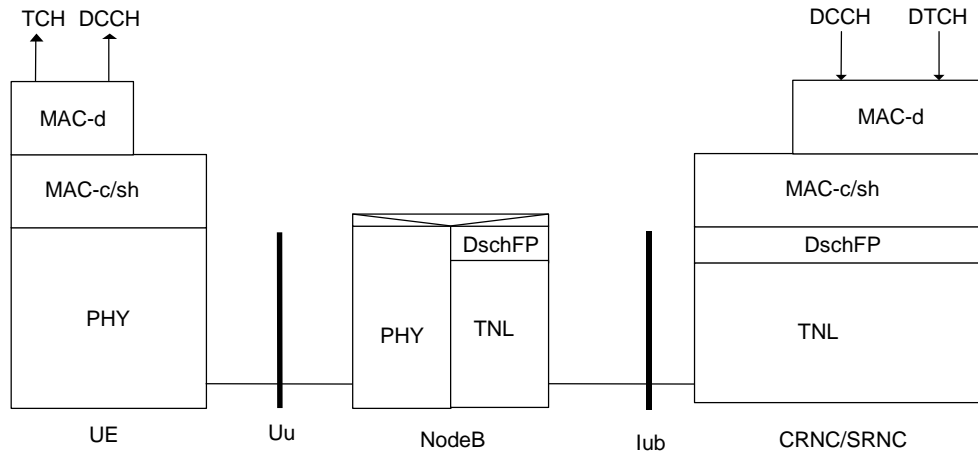 TCH DCCH
DCCH DTCH
MAC-d
MAC-d
MAC-c/sh
MAC-c/sh
DschFP
DschFP
PHY
PHY
TNL
TNL
UE
Uu
NodeB
Iub
CRNC/SRNC